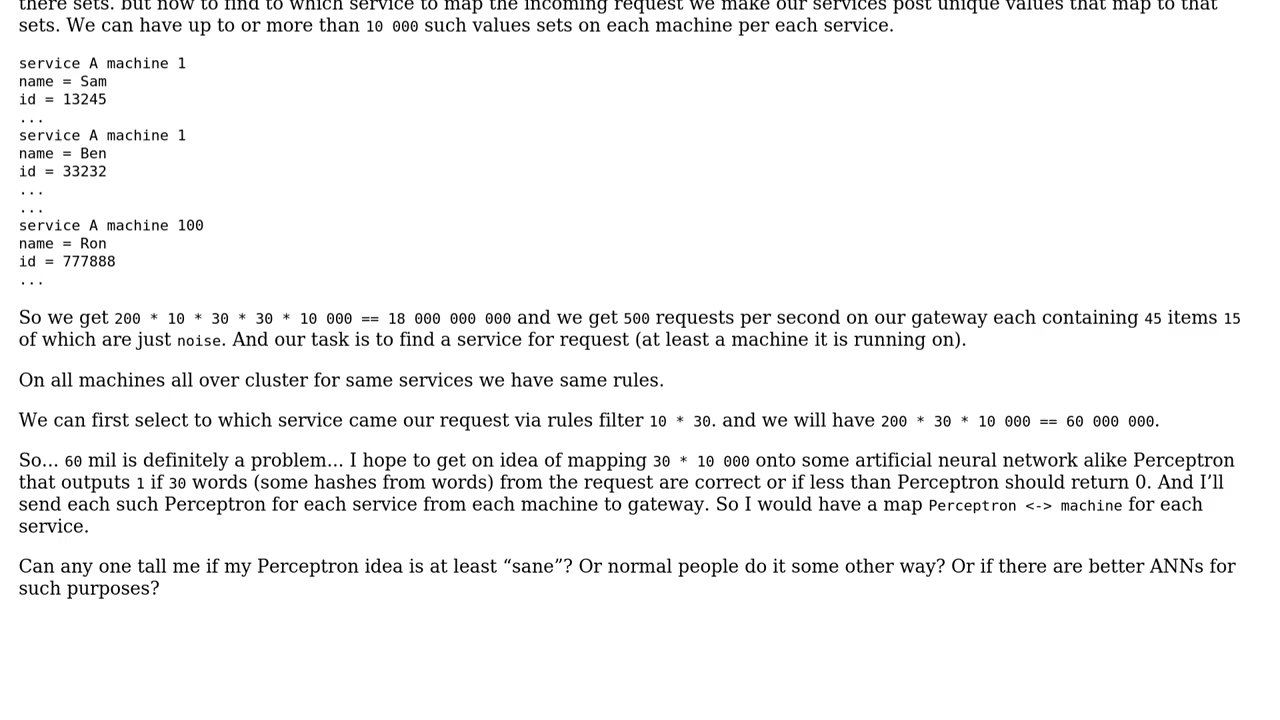 there sets. but now to find to which service to map the incoming request we make our services post unique values that map to that
sets. We can have up to or more than 10 000 such values sets on each machine per each service.
service A machine 1
name = Sam
id = 13245
...
service A machine 1
name = Ben
id = 33232
...
...
service A machine 100
name = Ron
id = 777888
...
So we get 200 * 10 * 30 * 30 * 10 000 == 18 000 000 000 and we get 500 requests per second on our gateway each containing 45 items 15
of which are just noise. And our task is to find a service for request (at least a machine it is running on).
On all machines all over cluster for same services we have same rules.
We can first select to which service came our request via rules filter 10 * 30. and we will have 200 * 30 * 10 000 == 60 000 000.
So... 60 mil is definitely a problem... I hope to get on idea of mapping 30 * 10 000 onto some artificial neural network alike Perceptron
that outputs 1 if 30 words (some hashes from words) from the request are correct or if less than Perceptron should return 0. And I’ll
send each such Perceptron for each service from each machine to gateway. So I would have a map Perceptron <-> machine for each
service.
Can any one tall me if my Perceptron idea is at least “sane”? Or normal people do it some other way? Or if there are better ANNs for
such purposes?